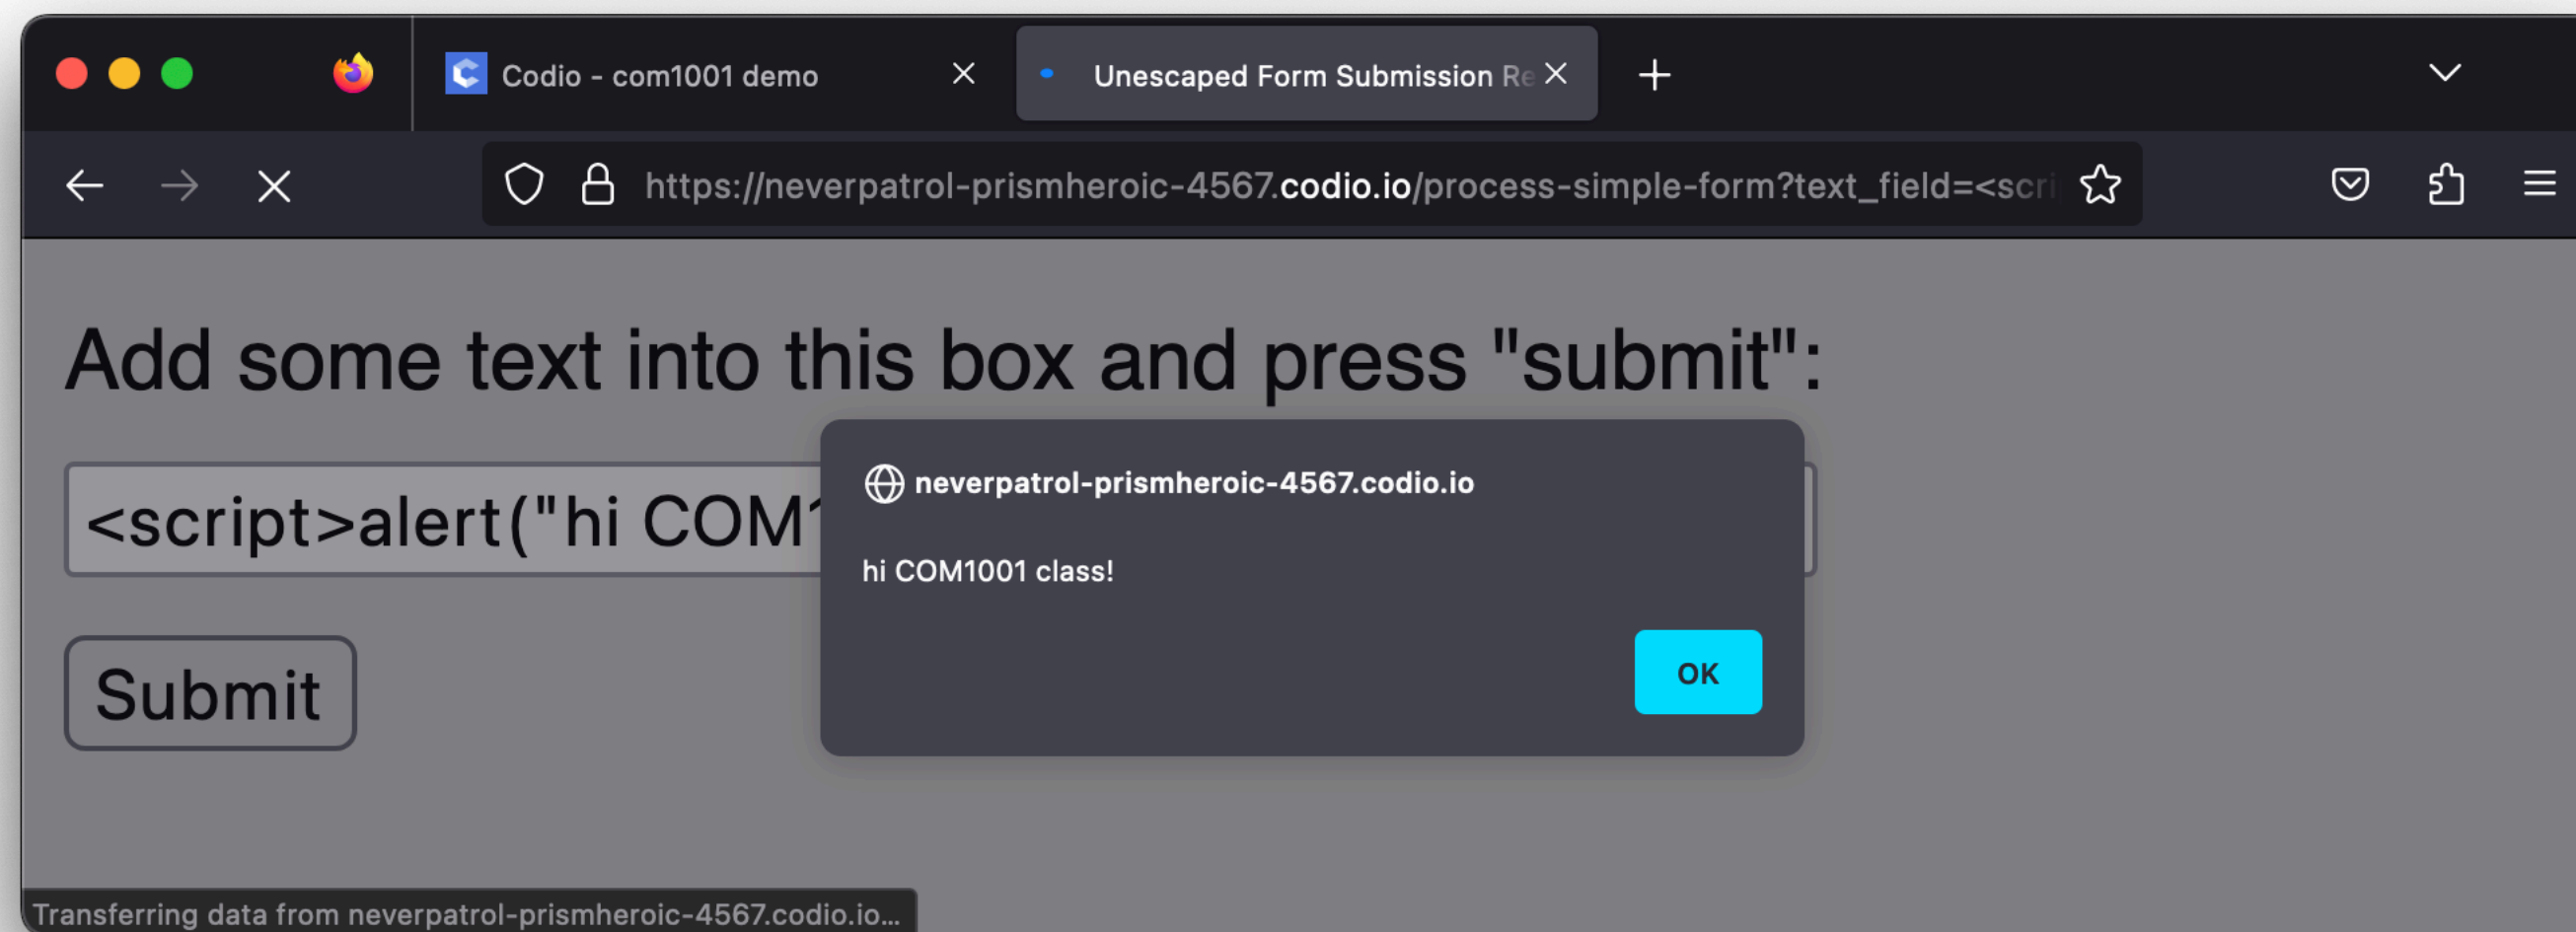 Codio - com1001 demo
Unescaped Form Submission Re
https://neverpatrol-prismheroic-4567.codio.io/process-simple-form?text_field=<scri
Add some text into this box and press "submit":
<script>alert("hi COM1
neverpatrol-prismheroic-4567.codio.io
hi COM1001 class!
OK
Submit
Transferring data from neverpatrol-prismheroic-4567.codio.io...